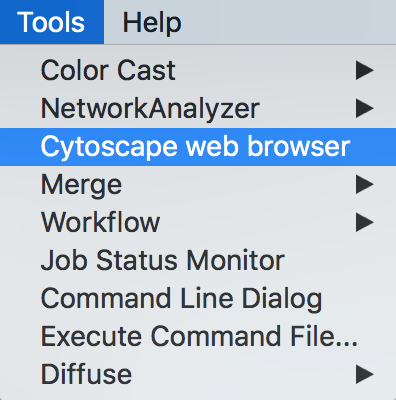 Tools Help
Color Cast
NetworkAnalyzer
Cytoscape web browser
Merge
Workflow
Job Status Monitor
Command Line Dialog
Execute Command File...
Diffuse